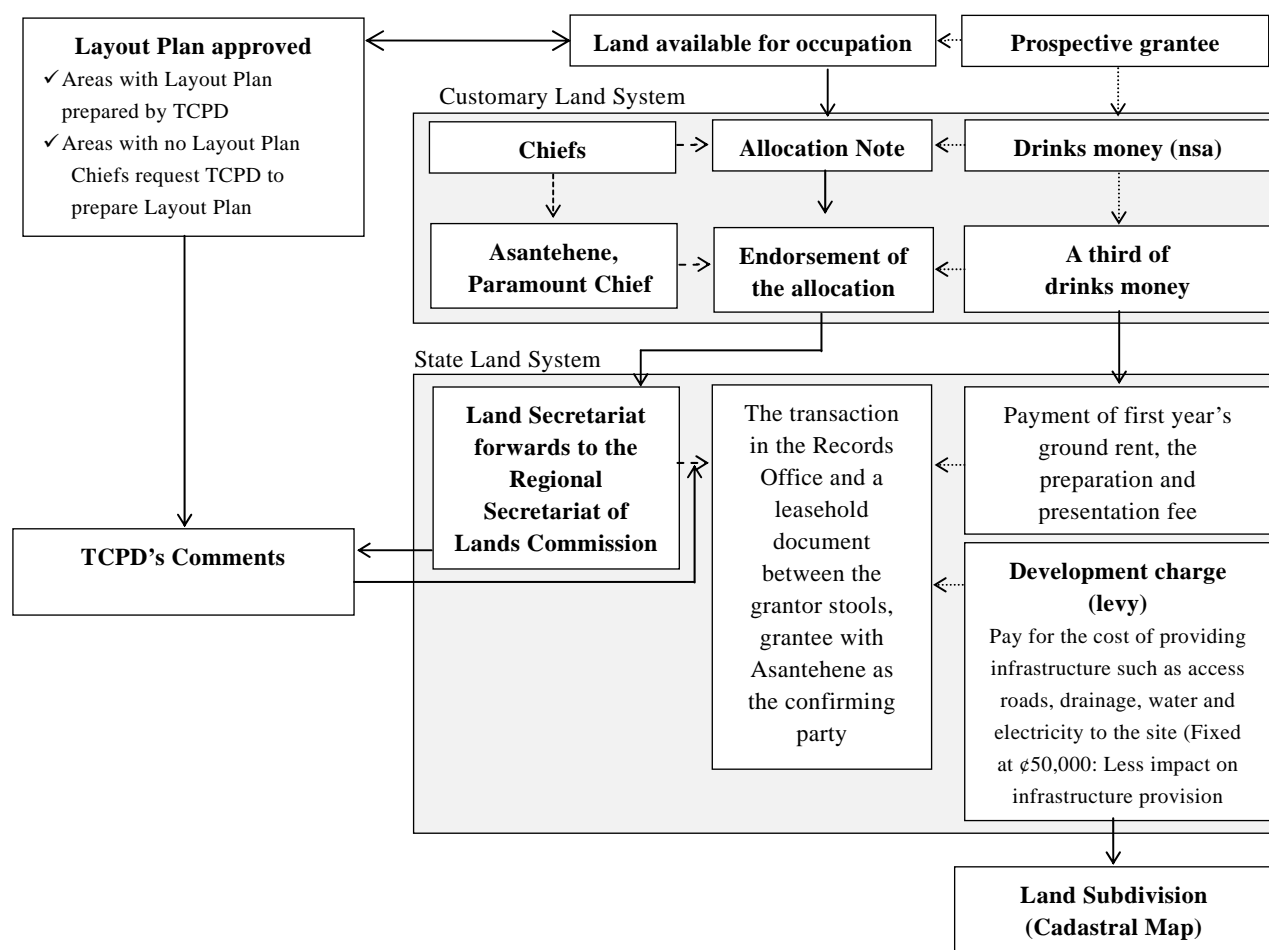 Layout Plan approved
✓ Areas with Layout Plan
prepared by TCPD
✓ Areas with no Layout Plan
Chiefs request TCPD to
prepare Layout Plan
Land available for occupation
Prospective grantee
Customary Land System
Chiefs
Allocation Note
Drinks money (nsa)
Asantehene,
Paramount Chief
Endorsement of
the allocation
A third of
drinks money
State Land System
Land Secretariat
forwards to the
Regional
Secretariat of
Lands Commission
The transaction
in the Records
Office and a
leasehold
document
between the
grantor stools,
grantee with
Asantehene as
the confirming
party
Payment of first year’s
ground rent, the
preparation and
presentation fee
TCPD’s Comments
Development charge
(levy)
Pay for the cost of providing
infrastructure such as access
roads, drainage, water and
electricity to the site (Fixed
at ¢50,000: Less impact on
infrastructure provision
Land Subdivision
(Cadastral Map)